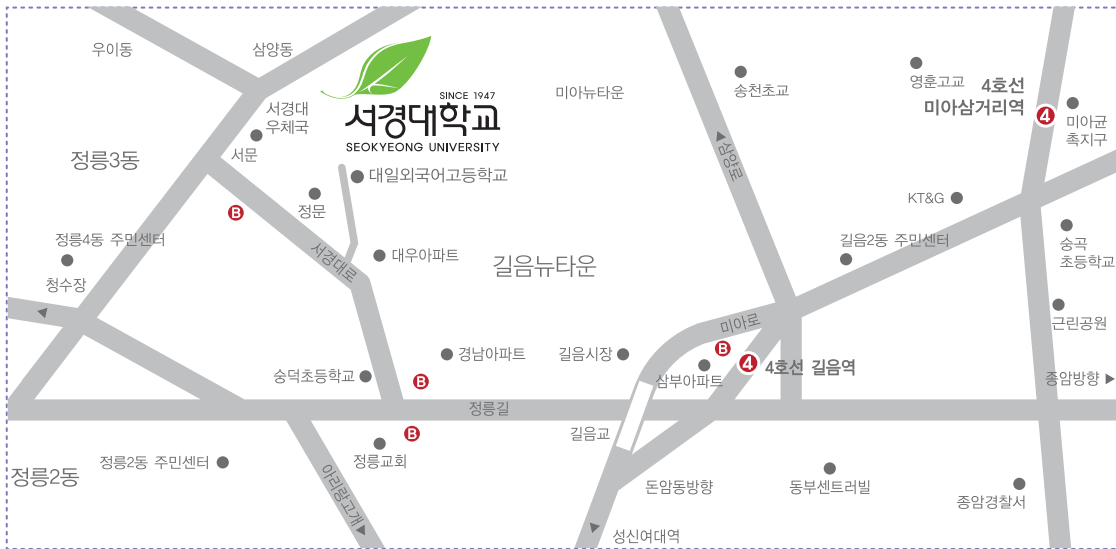 우이동
삼양동
SINCE 1947
서경대학교
SEOKYEONG UNIVERSITY
미아뉴타운
송천초교
영훈고교
4호선
미아삼거리역
4
미아균
촉지구
서경대
우체국
서문
정릉3동
대일외국어고등학교
정문
B
▲삼양로
KT&G
정릉4동 주민센터
청수장
서경대로
대우아파트
길음뉴타운
길음2동 주민센터
숭곡
초등학교
근린공원
미아로
B
4
4호선 길음역
경남아파트
길음시장
삼부아파트
숭덕초등학교
B
종암방향 ▶
정릉길
B
정릉교회
길음교
정릉2동
정릉2동 주민센터
아리랑고개▶
돈암동방향
동부센트러빌
종암경찰서
성신여대역